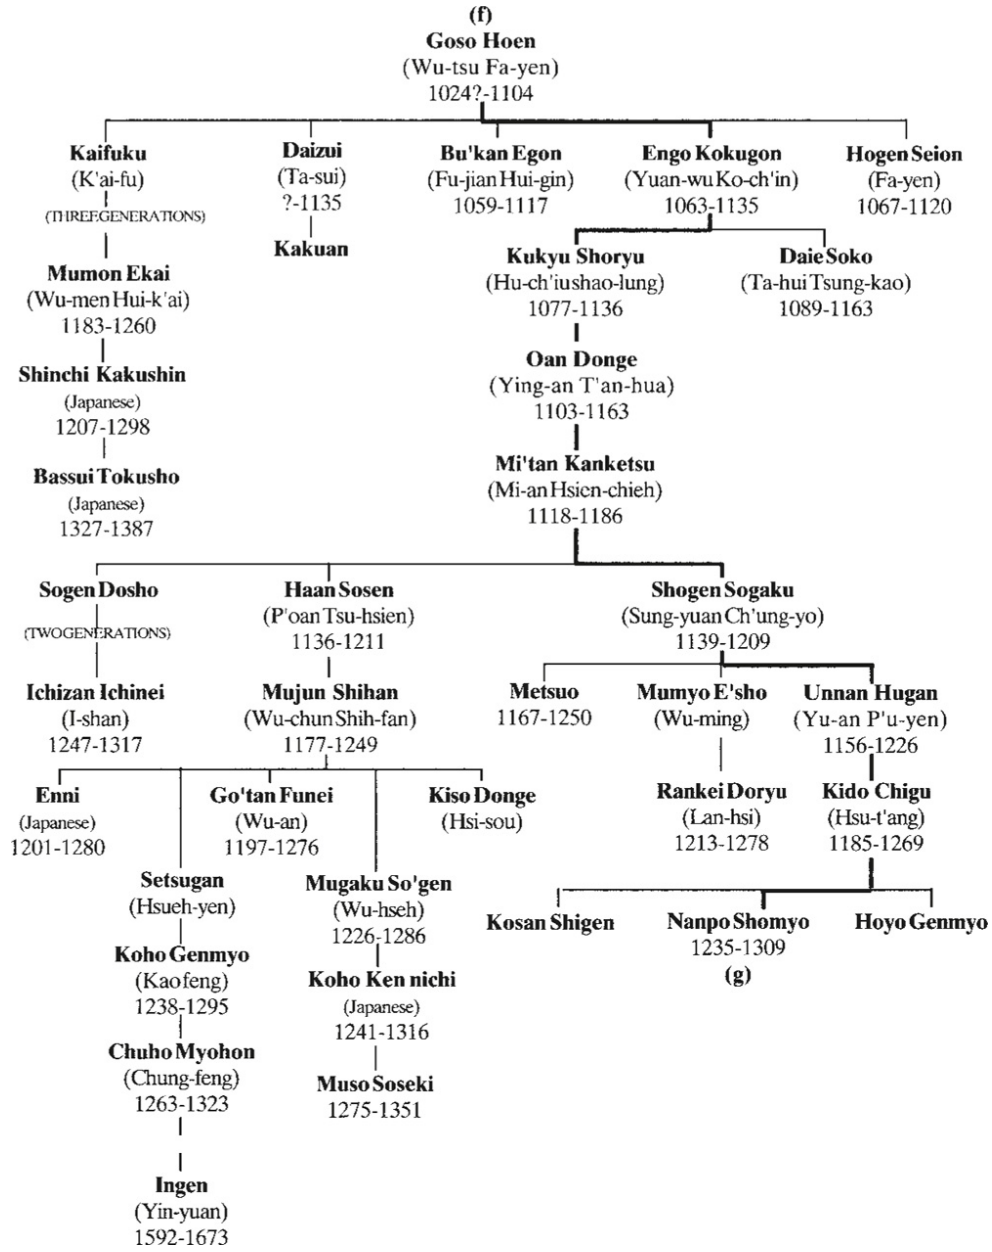 (f)
Goso Hoen
(Wu-tsu Fa-yen)
1024?-1104
Kaifuku
(K'ai-fu)
(THREE GENERATIONS)
Mumon Ekai
(Wu-men Hui-k'ai)
1183-1260
Shinchi Kakushin
(Japanese)
1207-1298
Bassui Tokusho
(Japanese)
1327-1387
Daizui
(Ta-sui)
?-1135
Kakuan
Bu'kan Egon
(Fu-jian Hui-gin)
1059-1117
Engo Kokugon
(Yuan-wu Ko-ch'in)
1063-1135
Hogen Seion
(Fa-yen)
1067-1120
Kukyu Shoryu
(Hu-ch'iu shao-lung)
1077-1136
Daie Soko
(Ta-hui Tsung-kao)
1089-1163
Oan Donge
(Ying-an T'an-hua)
1103-1163
Mi'tan Kanketsu
(Mi-an Hsien-chieh)
1118-1186
Sogen Dosho
(TWO GENERATIONS)
Ichizan Ichinei
(I-shan)
1247-1317
Haan Sosen
(P'oan Tsu-hsien)
1136-1211
Mujun Shihan
(Wu-chun Shih-fan)
1177-1249
Shogen Sogaku
(Sung-yuan Ch'ung-yo)
1139-1209
Metsuo
1167-1250
Mumyo E'sho
(Wu-ming)
Rankei Doryu
(Lan-hsi)
1213-1278
Unnan Hugan
(Yu-an P'u-yen)
1156-1226
Kido Chigu
(Hsu-t'ang)
1185-1269
Enni
(Japanese)
1201-1280
Go'tan Funei
(Wu-an)
1197-1276
Kiso Donge
(Hsi-sou)
Setsugan
(Hsueh-yen)
Koho Genmyo
(Kao feng)
1238-1295
Chuho Myohon
(Chung-feng)
1263-1323
Ingen
(Yin-yuan)
1592-1673
Mugaku So'gen
(Wu-hseh)
1226-1286
Koho Ken nichi
(Japanese)
1241-1316
Muso Soseki
1275-1351
Kosan Shigen
Nanpo Shomyo
1235-1309
(g)
Hoyo Genmyo